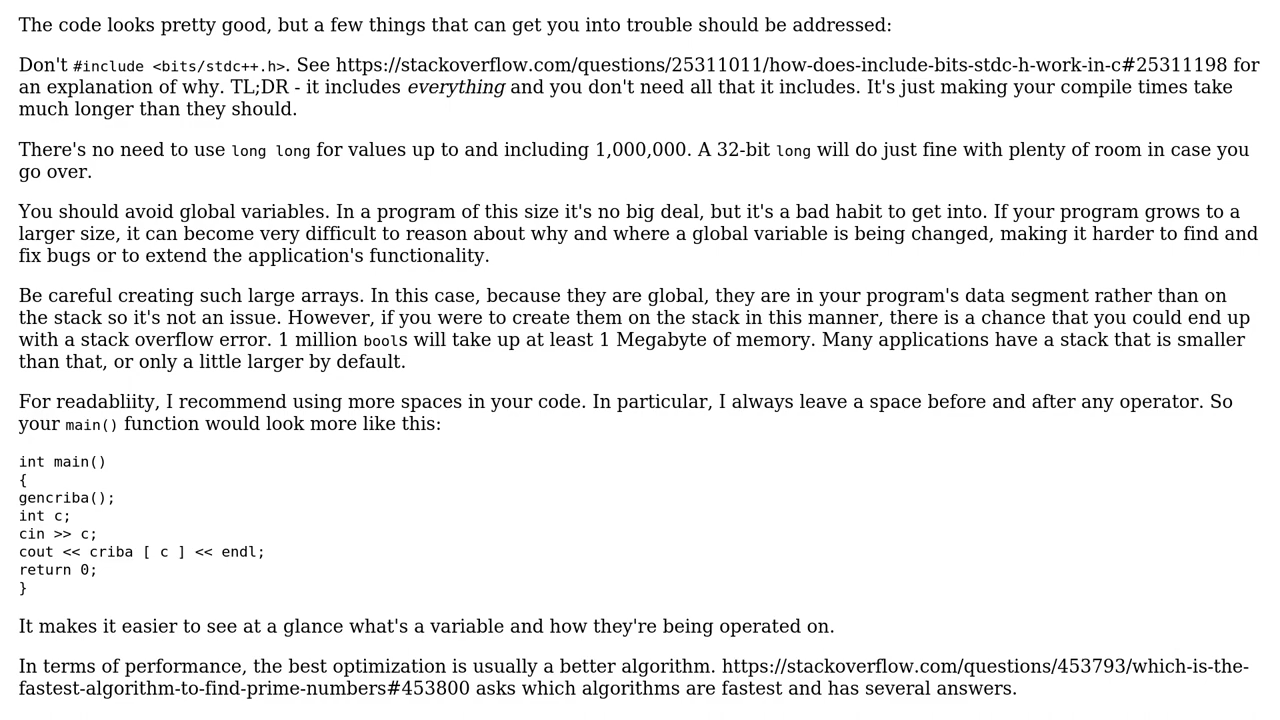 The code looks pretty good, but a few things that can get you into trouble should be addressed:
Don't #include <bits/stdc++.h>. See https://stackoverflow.com/questions/25311011/how-does-include-bits-stdc-h-work-in-c#25311198 for
an explanation of why. TL;DR - it includes everything and you don't need all that it includes. It's just making your compile times take
much longer than they should.
There's no need to use long long for values up to and including 1,000,000. A 32-bit long will do just fine with plenty of room in case you
go over.
You should avoid global variables. In a program of this size it's no big deal, but it's a bad habit to get into. If your program grows to a
larger size, it can become very difficult to reason about why and where a global variable is being changed, making it harder to find and
fix bugs or to extend the application's functionality.
Be careful creating such large arrays. In this case, because they are global, they are in your program's data segment rather than on
the stack so it's not an issue. However, if you were to create them on the stack in this manner, there is a chance that you could end up
with a stack overflow error. 1 million bools will take up at least 1 Megabyte of memory. Many applications have a stack that is smaller
than that, or only a little larger by default.
For readabliity, I recommend using more spaces in your code. In particular, I always leave a space before and after any operator. So
your main() function would look more like this:
int main()
{
gencriba();
int c;
cin >> c;
cout << criba [ c ] << endl;
return 0;
}
It makes it easier to see at a glance what's a variable and how they're being operated on.
In terms of performance, the best optimization is usually a better algorithm. https://stackoverflow.com/questions/453793/which-is-the-
fastest-algorithm-to-find-prime-numbers#453800 asks which algorithms are fastest and has several answers.